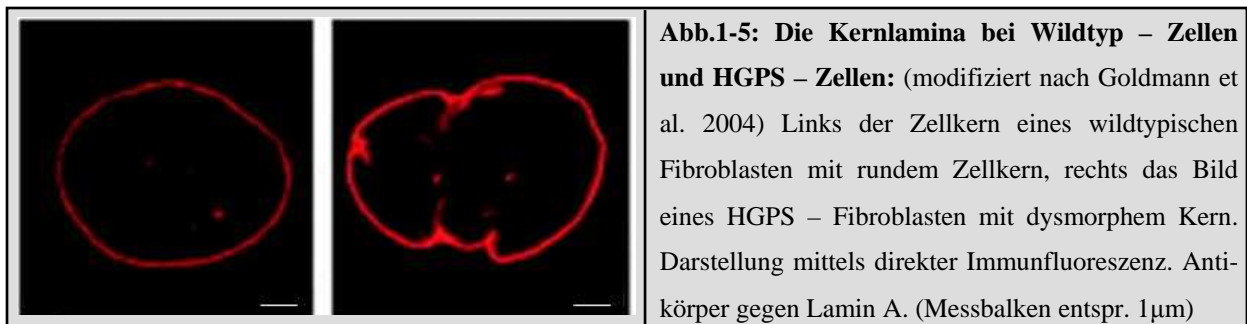 Abb.1-5: Die Kernlamina bei Wildtyp – Zellen
und HGPS – Zellen: (modifiziert nach Goldmann et
al. 2004) Links der Zellkern eines wildtypischen
Fibroblasten mit rundem Zellkern, rechts das Bild
eines HGPS – Fibroblasten mit dysmorphem Kern.
Darstellung mittels direkter Immunfluoreszenz. Anti-
körper gegen Lamin A. (Messbalken entspr. 1µm)